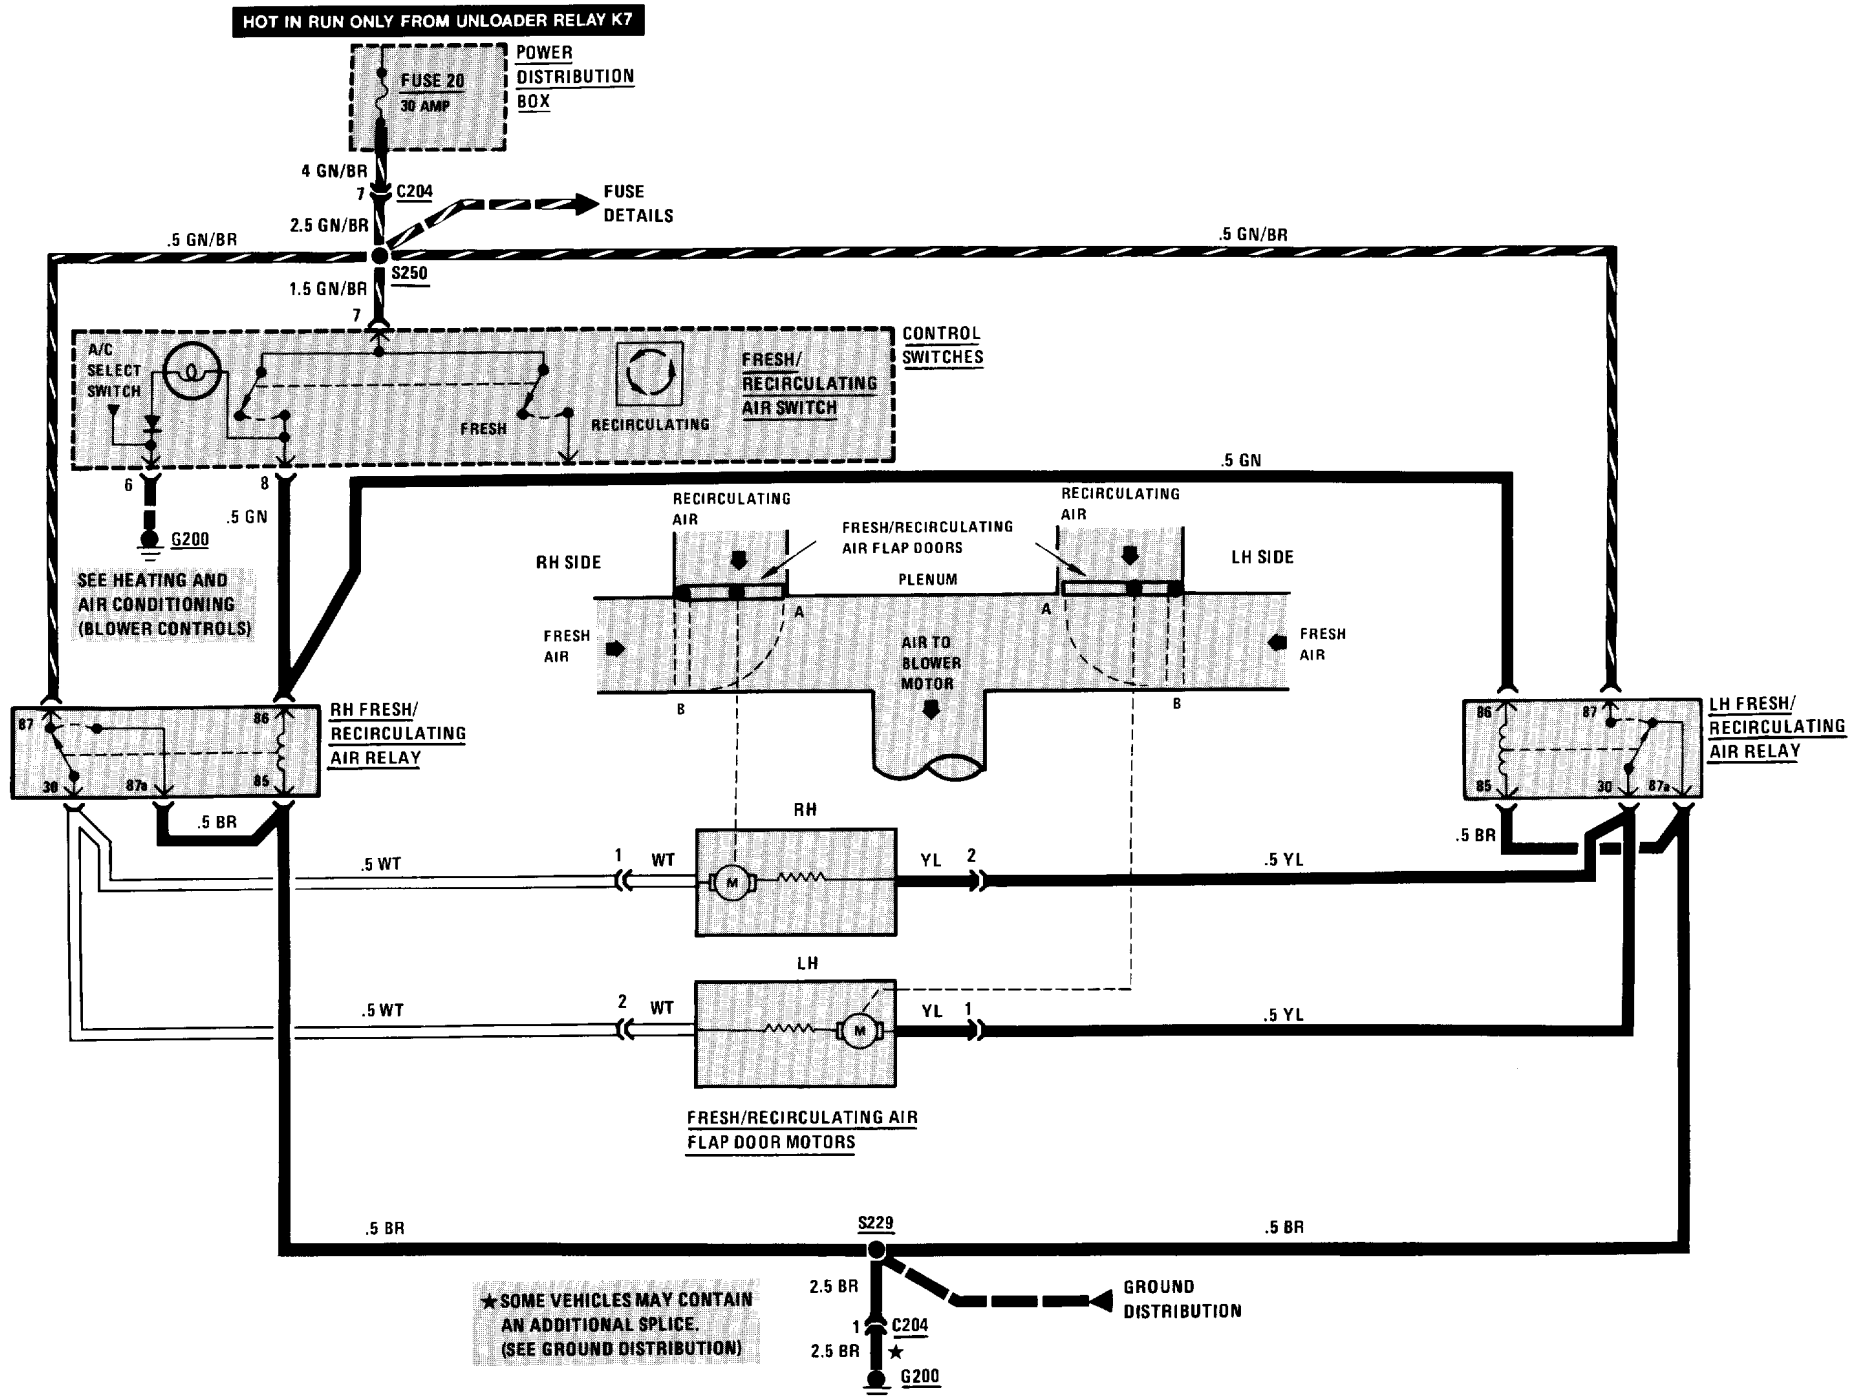 HOT IN RUN ONLY FROM UNLOADER RELAY K7
POWER
DISTRIBUTION
BOX
FUSE 20
30 AMP
4 GN/BR
7
C204
FUSE
DETAILS
2.5 GN/BR
.5 GN/BR
.5 GN/BR
S250
1.5 GN/BR
7
CONTROL
SWITCHES
A/C
SELECT
SWITCH
FRESH/
RECIRCULATING
AIR SWITCH
FRESH
RECIRCULATING
6
8
.5 GN
.5 GN
G200
SEE HEATING AND
AIR CONDITIONING
(BLOWER CONTROLS)
RECIRCULATING
AIR
RECIRCULATING
AIR
FRESH/RECIRCULATING
AIR FLAP DOORS
RH SIDE
LH SIDE
PLENUM
A
A
FRESH
AIR
AIR TO
BLOWER
MOTOR
FRESH
AIR
B
B
RH FRESH/
RECIRCULATING
AIR RELAY
87
86
30
87a
85
LH FRESH/
RECIRCULATING
AIR RELAY
86
87
85
30
87a
.5 BR
.5 BR
RH
.5 WT
1
WT
M
YL
2
.5 YL
LH
.5 WT
2
WT
M
YL
1
.5 YL
FRESH/RECIRCULATING AIR
FLAP DOOR MOTORS
.5 BR
S229
.5 BR
2.5 BR
GROUND
DISTRIBUTION
1
C204
2.5 BR ★
G200
★SOME VEHICLES MAY CONTAIN
AN ADDITIONAL SPLICE.
(SEE GROUND DISTRIBUTION)